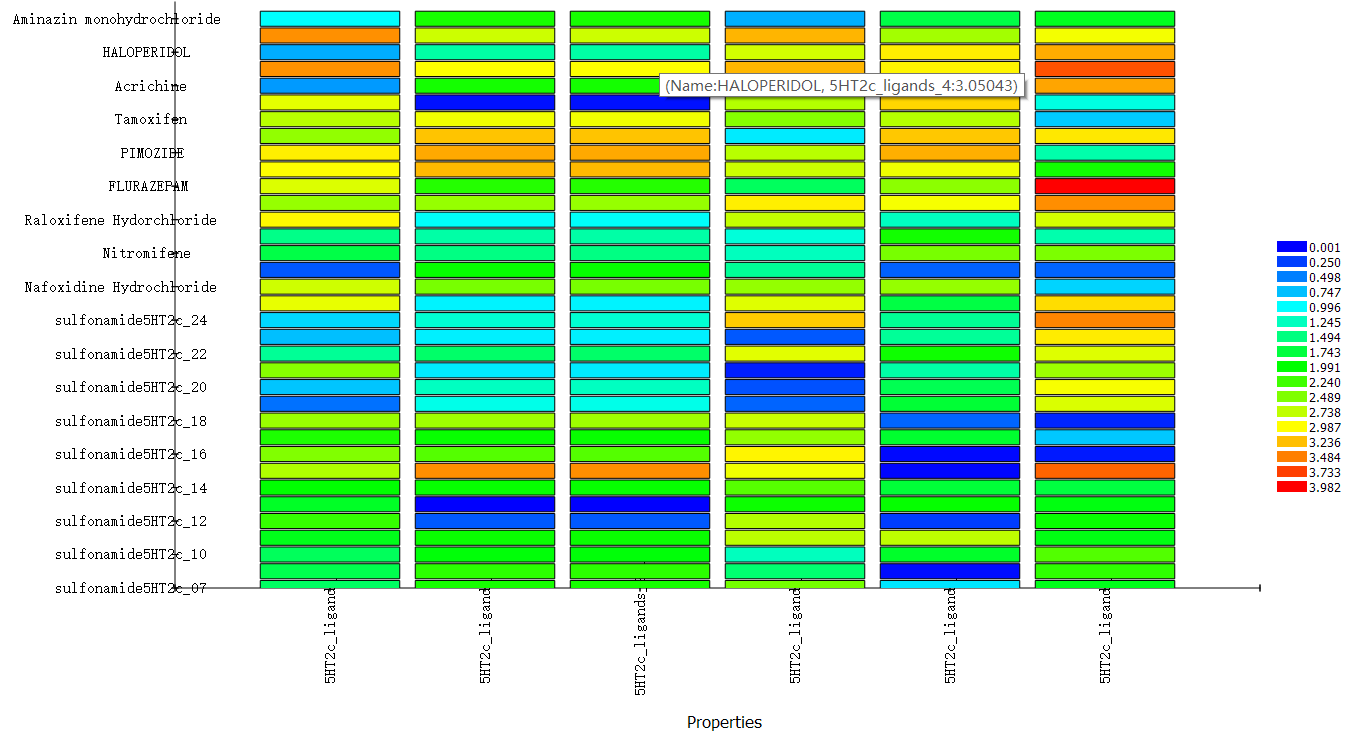 Aminazin monohydrochloride
HALOPERIDOL
Acrichine
(Name:HALOPERIDOL, 5HT2c_ligands_4:3.05043)
Tamoxifen
PIMOZIDE
FLURAZEPAM
Raloxifene Hydorchloride
Nitromifene
Nafoxidine Hydrochloride
sulfonamide5HT2c_24
sulfonamide5HT2c_22
sulfonamide5HT2c_20
sulfonamide5HT2c_18
sulfonamide5HT2c_16
sulfonamide5HT2c_14
sulfonamide5HT2c_12
sulfonamide5HT2c_10
sulfonamide5HT2c_07
0.001
0.250
0.498
0.747
0.996
1.245
1.494
1.743
1.991
2.240
2.489
2.738
2.987
3.236
3.484
3.733
3.982
5HT2c_ligand
5HT2c_ligand
5HT2c_ligands-
5HT2c_ligand
5HT2c_ligand
5HT2c_ligand
Properties